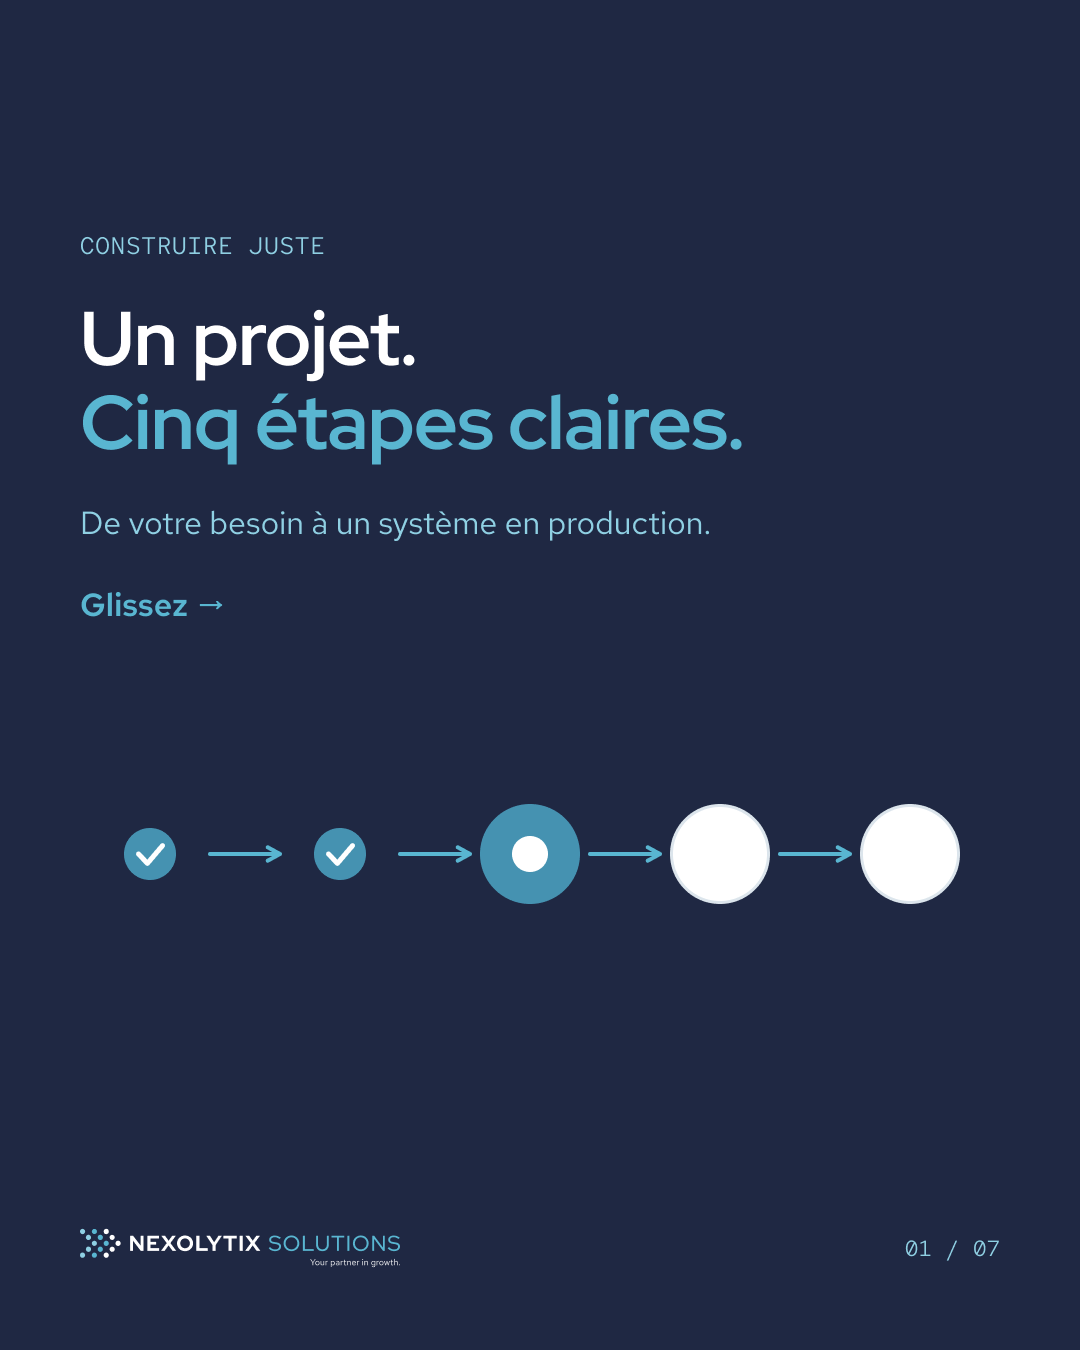 CONSTRUIRE JUSTE
Un projet.
Cinq étapes claires.
De votre besoin à un système en production.
Glissez →
NEXOLYTIX SOLUTIONS
Your partner in growth.
01 / 07